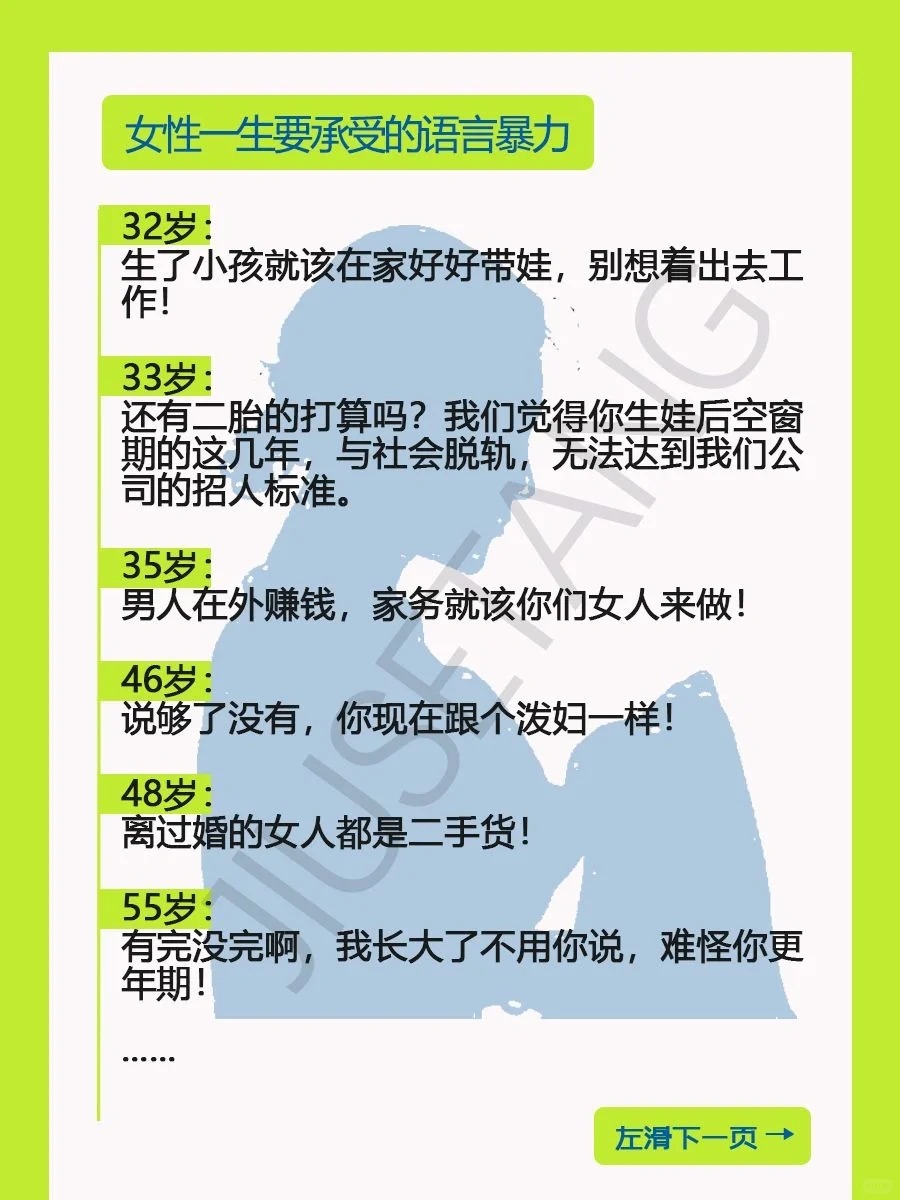 女性一生要承受的语言暴力
32岁：
生了小孩就该在家好好带娃，别想着出去工
作！
33岁：
还有二胎的打算吗？我们觉得你生娃后空窗
期的这几年，与社会脱轨，无法达到我们公
司的招人标准。
35岁：
男人在外赚钱，家务就该你们女人来做！
46岁：
说够了没有，你现在跟个泼妇一样！
48岁：
离过婚的女人都是二手货！
55岁：
有完没完啊，我长大了不用你说，难怪你更
年期！
……
左滑下一页→
JIUSETANG